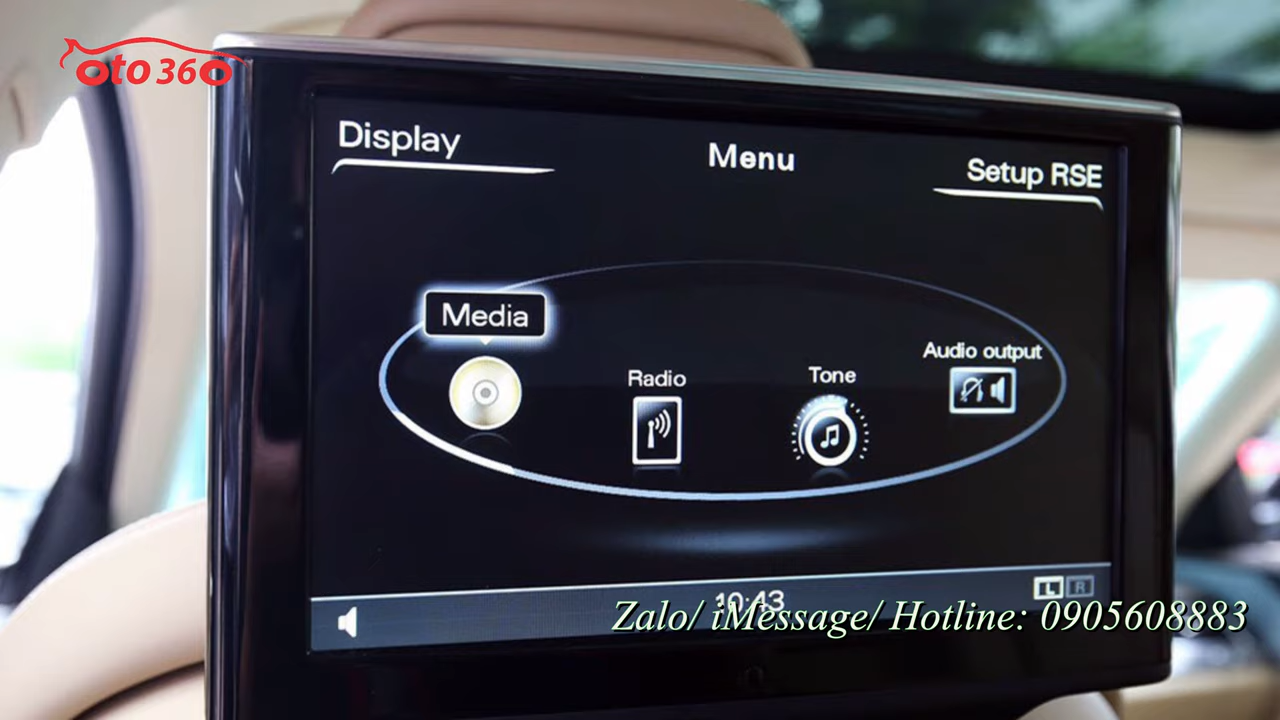 oto360
Display
Menu
Setup RSE
Media
Radio
Tone
Audio output
10:43
L R
Zalo/ iMessage/ Hotline: 0905608883